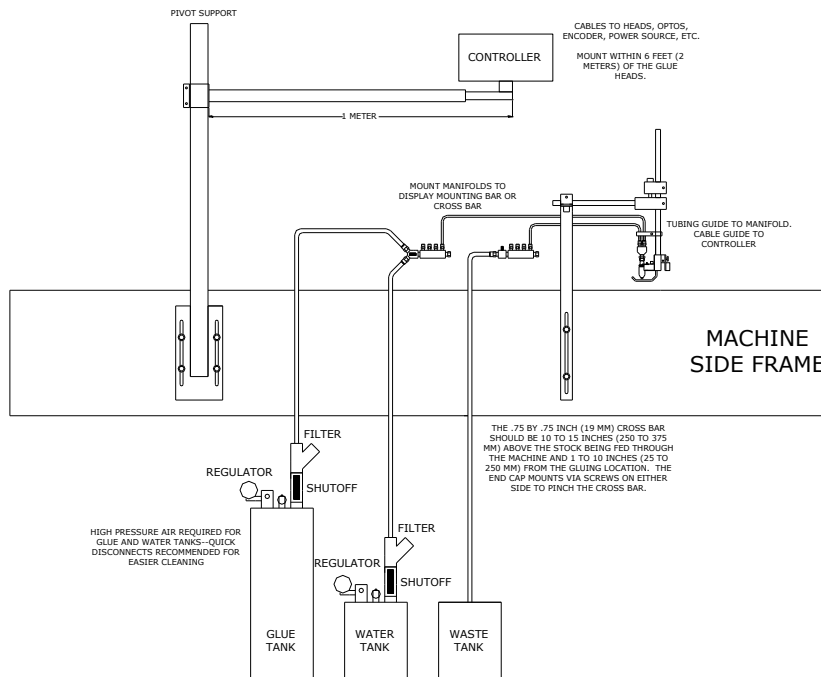 PIVOT SUPPORT
CONTROLLER
CABLES TO HEADS, OPTOS,
ENCODER, POWER SOURCE, ETC.
MOUNT WITHIN 6 FEET (2
METERS) OF THE GLUE
HEADS.
1 METER
MOUNT MANIFOLDS TO
DISPLAY MOUNTING BAR OR
CROSS BAR
TUBING GUIDE TO MANIFOLD.
CABLE GUIDE TO
CONTROLLER
MACHINE
SIDE FRAME
THE .75 BY .75 INCH (19 MM) CROSS BAR
SHOULD BE 10 TO 15 INCHES (250 TO 375
MM) ABOVE THE STOCK BEING FED THROUGH
THE MACHINE AND 1 TO 10 INCHES (25 TO
250 MM) FROM THE GLUING LOCATION. THE
END CAP MOUNTS VIA SCREWS ON EITHER
SIDE TO PINCH THE CROSS BAR.
FILTER
REGULATOR
SHUTOFF
HIGH PRESSURE AIR REQUIRED FOR
GLUE AND WATER TANKS--QUICK
DISCONNECTS RECOMMENDED FOR
EASIER CLEANING
FILTER
REGULATOR
SHUTOFF
GLUE
TANK
WATER
TANK
WASTE
TANK